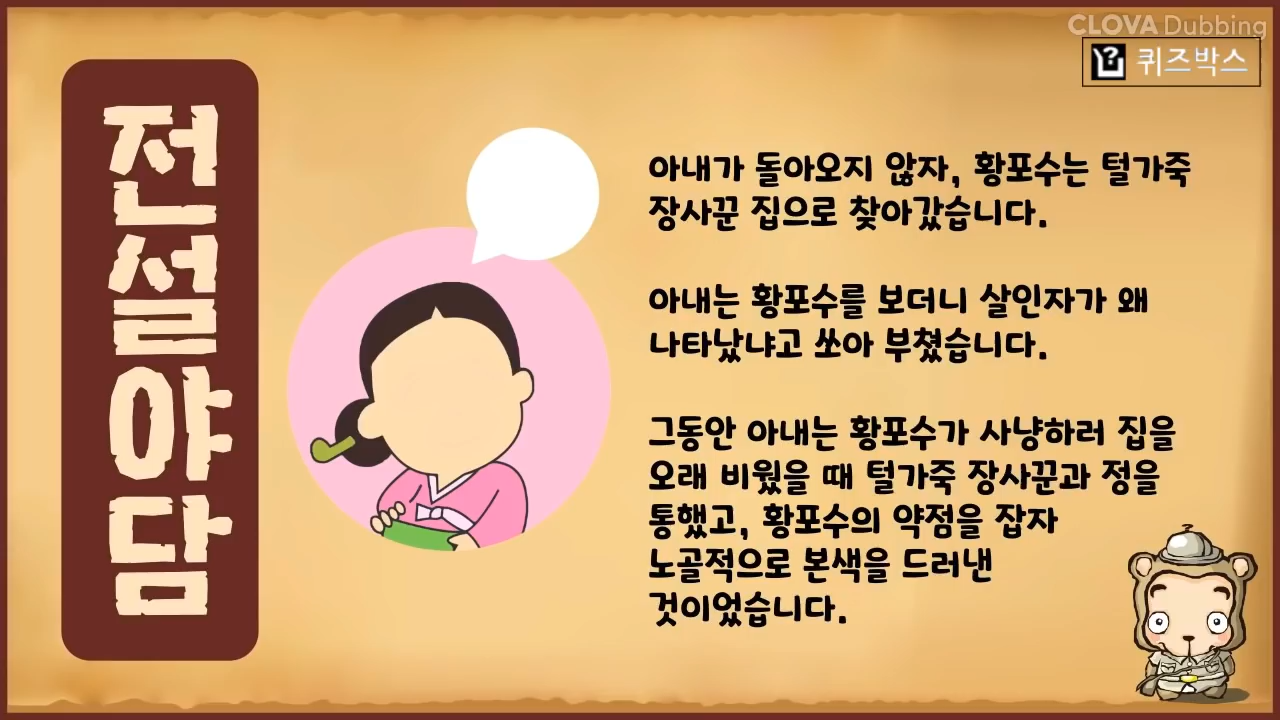 CLOVA Dubbing
퀴즈박스
전설야담
아내가 돌아오지 않자, 황포수는 털가죽
장사꾼 집으로 찾아갔습니다.
아내는 황포수를 보더니 살인자가 왜
나타났냐고 쏘아 부쳤습니다.
그동안 아내는 황포수가 사냥하러 집을
오래 비웠을 때 털가죽 장사꾼과 정을
통했고, 황포수의 약점을 잡자
노골적으로 본색을 드러낸
것이었습니다.